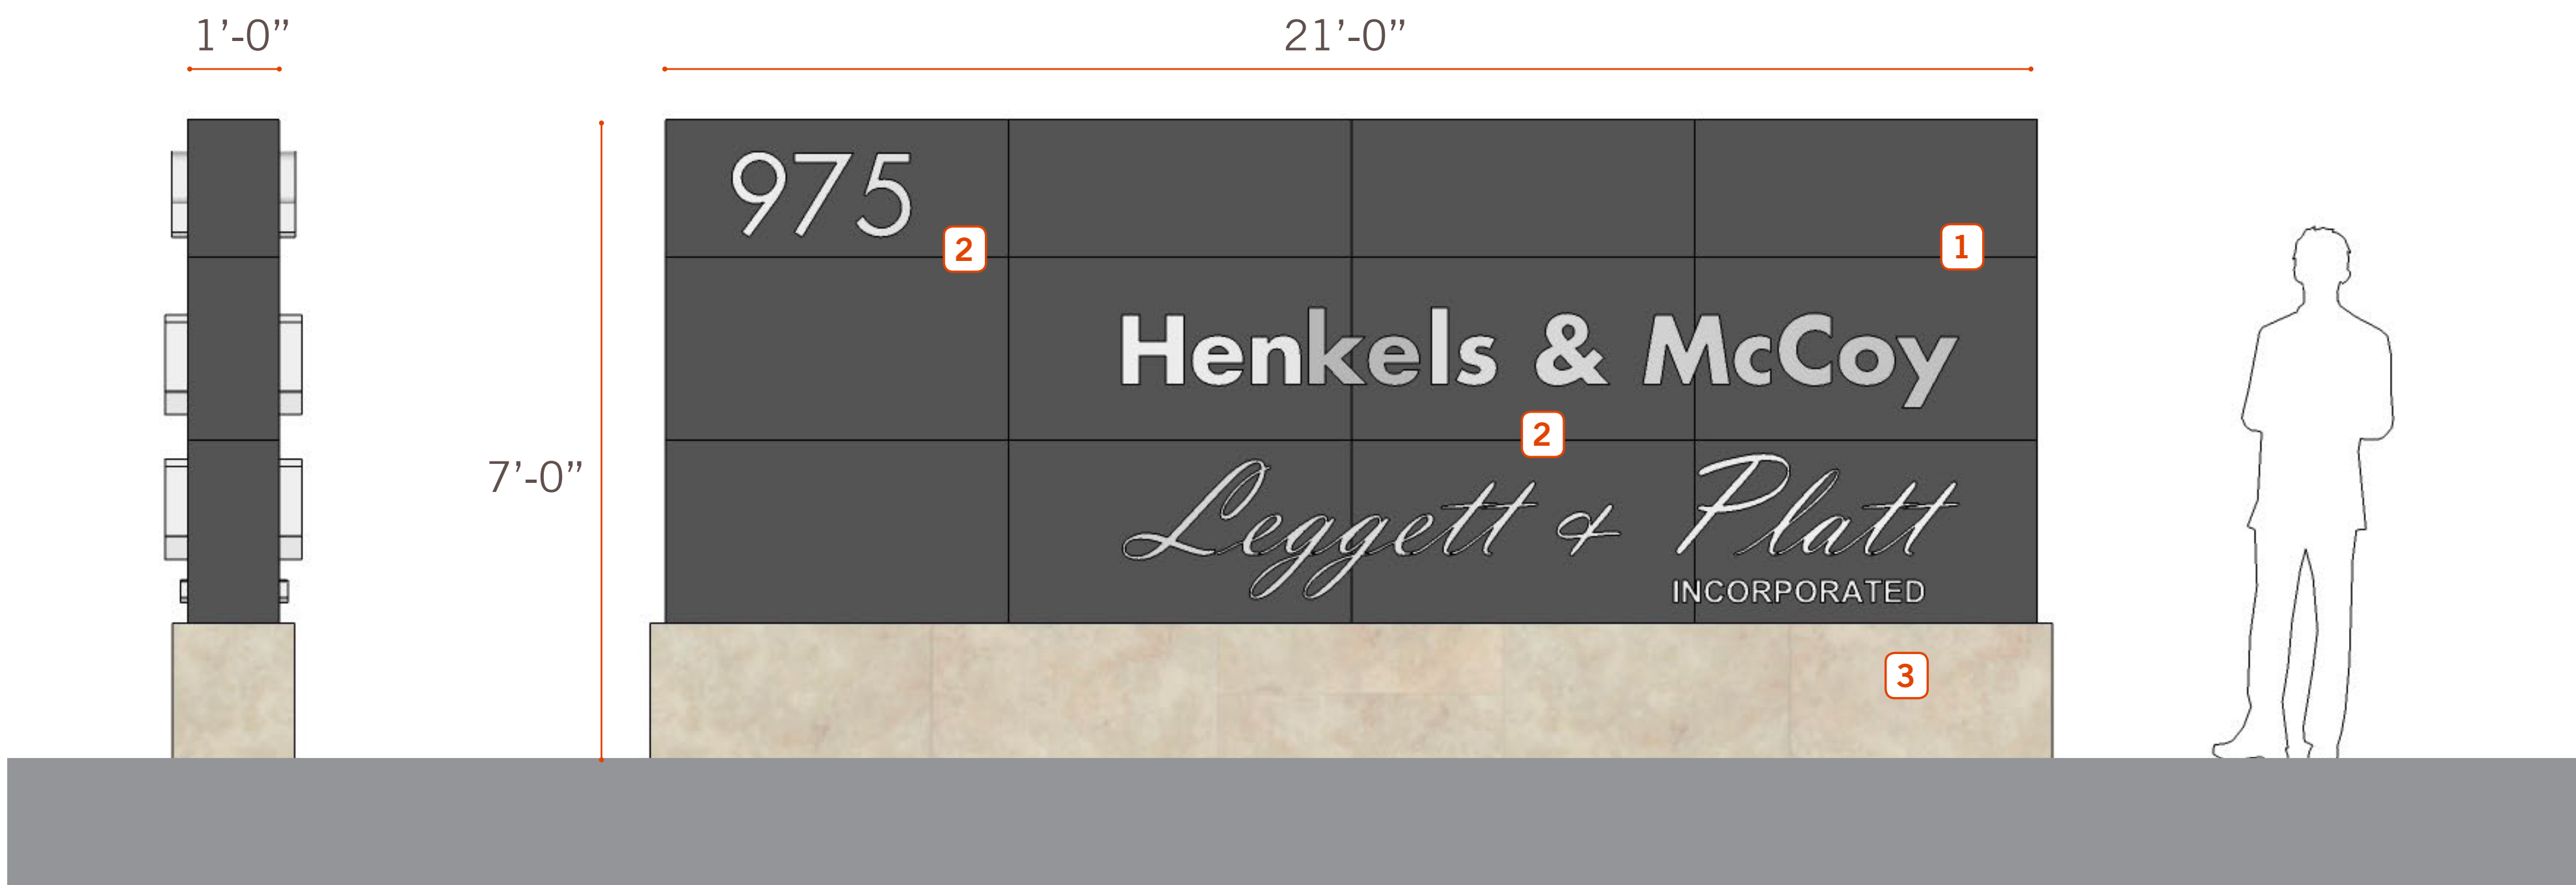 1’-0”
21’-0”
975
2
1
Henkels & McCoy
2
7’-0”
Leggett & Platt
INCORPORATED
3